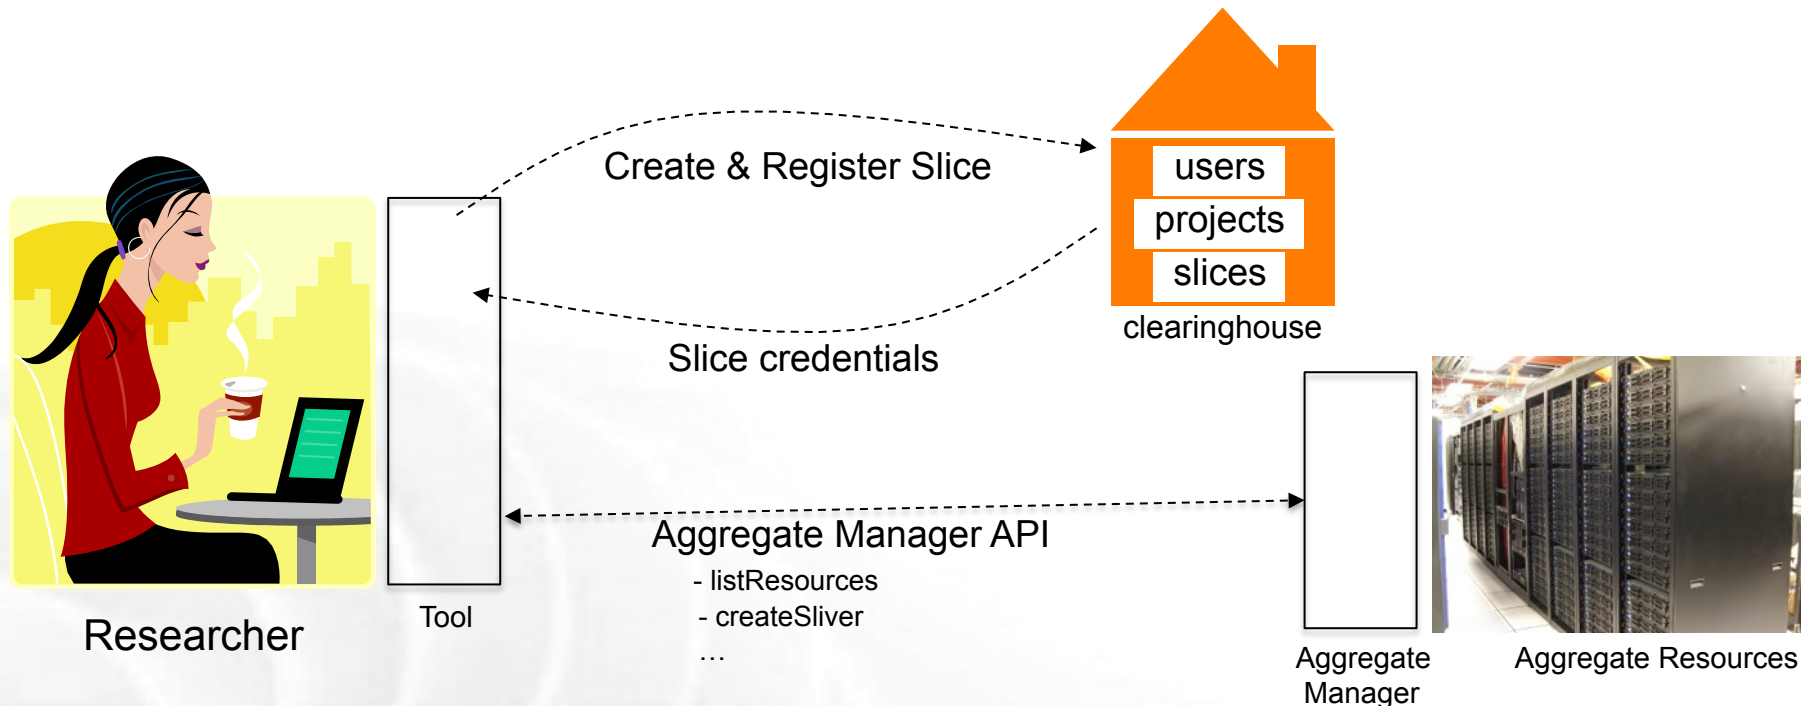 Create & Register Slice
users
projects
slices
clearinghouse
Slice credentials
Aggregate Manager API
- listResources
- createSliver
...
Researcher
Tool
Aggregate
Manager
Aggregate Resources